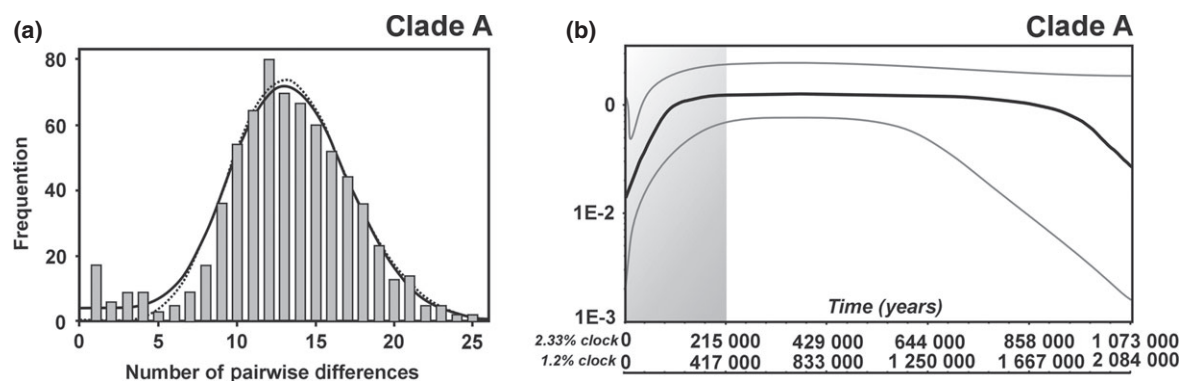 (a)
Clade A
80
60
40
20
0
Frequention
0 5 10 15 20 25
Number of pairwise differences
(b)
Clade A
0
1E-2
1E-3
Time (years)
2.33% clock 0 215 000 429 000 644 000 858 000 1 073 000
1.2% clock 0 417 000 833 000 1 250 000 1 667 000 2 084 000